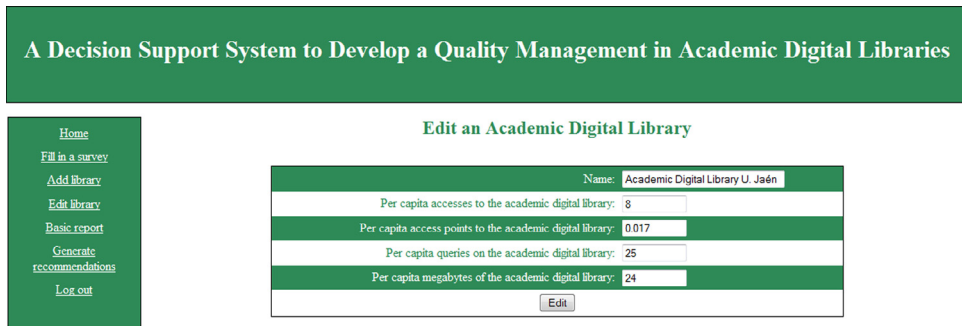 A Decision Support System to Develop a Quality Management in Academic Digital Libraries
Home
Fill in a survey
Add library
Edit library
Basic report
Generate
recommendations
Log out
Edit an Academic Digital Library
Name: Academic Digital Library U. Jaén
Per capita accesses to the academic digital library: 8
Per capita access points to the academic digital library: 0.017
Per capita queries on the academic digital library: 25
Per capita megabytes of the academic digital library: 24
Edit